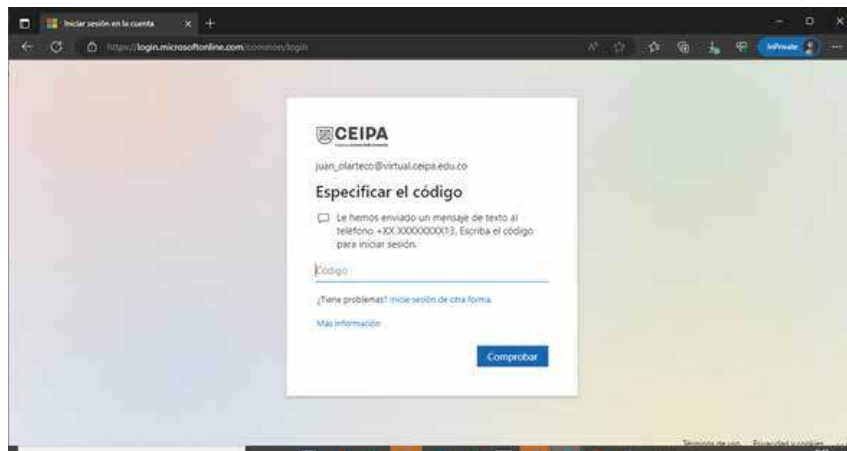 Iniciar sesión en la cuenta
https://login.microsoftonline.com/common/login
InPrivate
CEIPA
juan_olarteco@virtual.ceipa.edu.co
Especificar el código
Le hemos enviado un mensaje de texto al
teléfono +XX XXXXXXXX13. Escriba el código
para iniciar sesión.
Código
¿Tiene problemas? Inicie sesión de otra forma
Más información
Comprobar
Términos de uso Privacidad y cookies